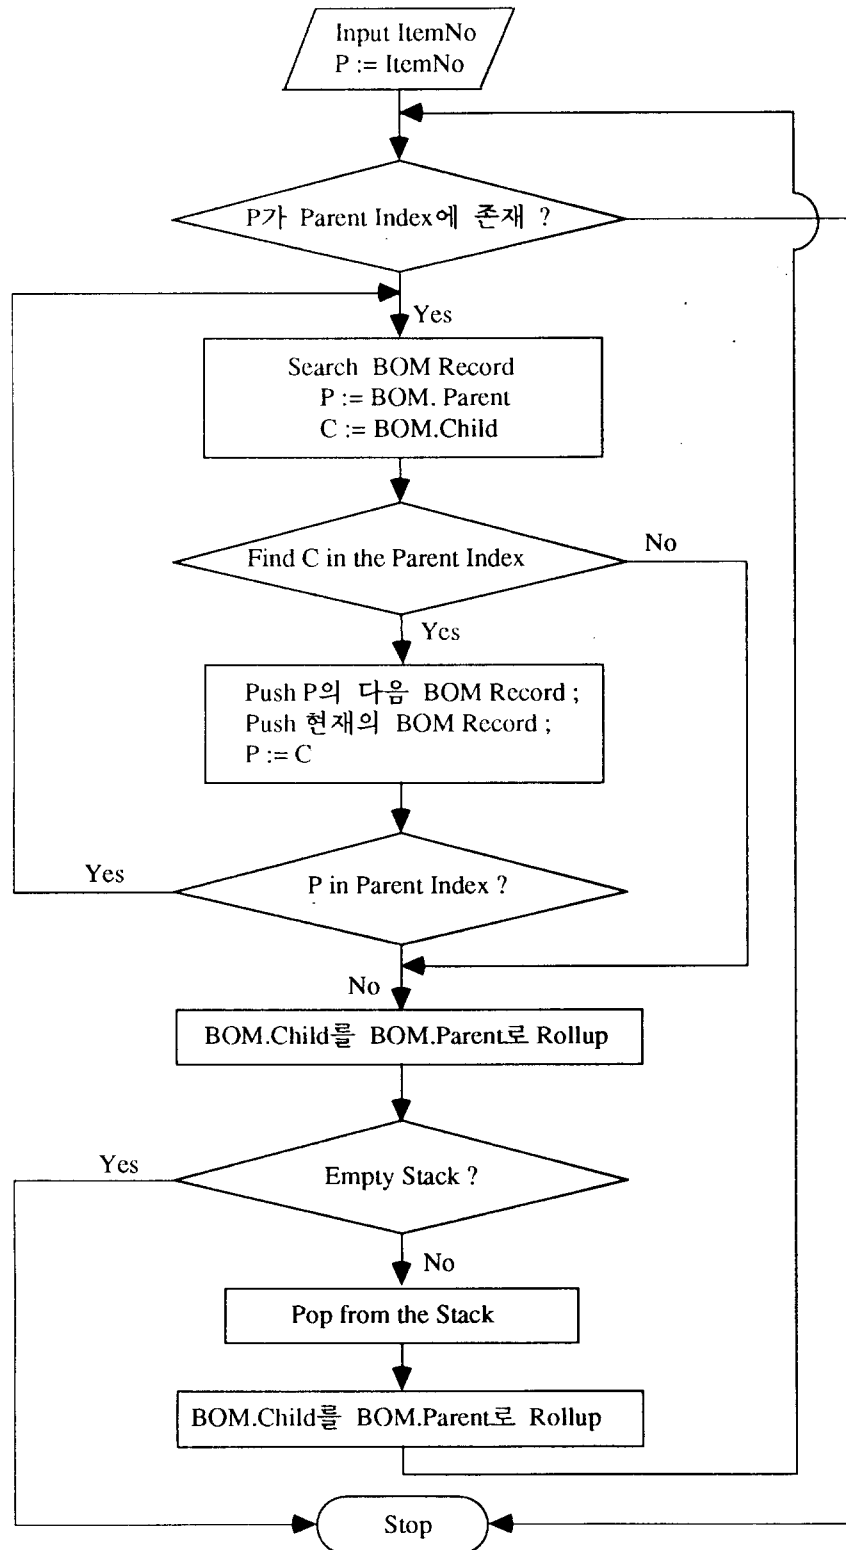 Input ItemNo
P := ItemNo
P가 Parent Index에 존재 ?
Yes
Search BOM Record
P := BOM. Parent
C := BOM.Child
Find C in the Parent Index
No
Yes
Push P의 다음 BOM Record ;
Push 현재의 BOM Record ;
P := C
Yes
P in Parent Index ?
No
BOM.Child를 BOM.Parent로 Rollup
Yes
Empty Stack ?
No
Pop from the Stack
BOM.Child를 BOM.Parent로 Rollup
Stop